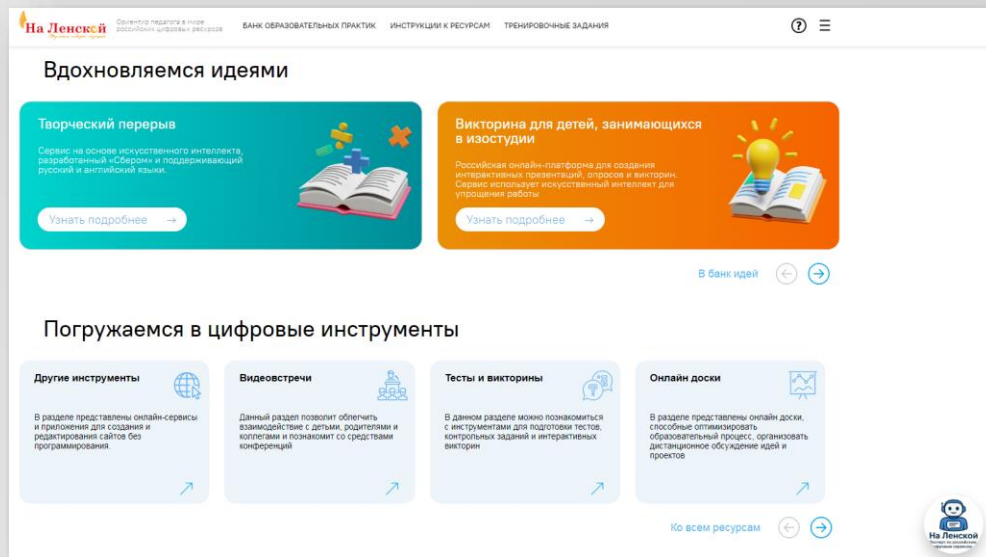 На Ленской
Ориентир педагога в мире
российских цифровых ресурсов
БАНК ОБРАЗОВАТЕЛЬНЫХ ПРАКТИК
ИНСТРУКЦИИ К РЕСУРСАМ
ТРЕНИРОВОЧНЫЕ ЗАДАНИЯ
?
Вдохновляемся идеями
Творческий перерыв
Сервис на основе искусственного интеллекта,
разработанный «Сбером» и поддерживающий
русский и английский языки.
Узнать подробнее →
Викторина для детей, занимающихся
в изостудии
Российская онлайн-платформа для создания
интерактивных презентаций, опросов и викторин.
Сервис использует искусственный интеллект для
упрощения работы
Узнать подробнее →
В банк идей
Погружаемся в цифровые инструменты
Другие инструменты
В разделе представлены онлайн-сервисы
и приложения для создания и
редактирования сайтов без
программирования.
Видеовстречи
Данный раздел позволит облегчить
взаимодействие с детьми, родителями и
коллегами и познакомит со средствами
конференций
Тесты и викторины
В данном разделе можно познакомиться
с инструментами для подготовки тестов,
контрольных заданий и интерактивных
викторин
Онлайн доски
В разделе представлены онлайн доски,
способные оптимизировать
образовательный процесс, организовать
дистанционное обсуждение идей и
проектов
Ко всем ресурсам
На Ленской